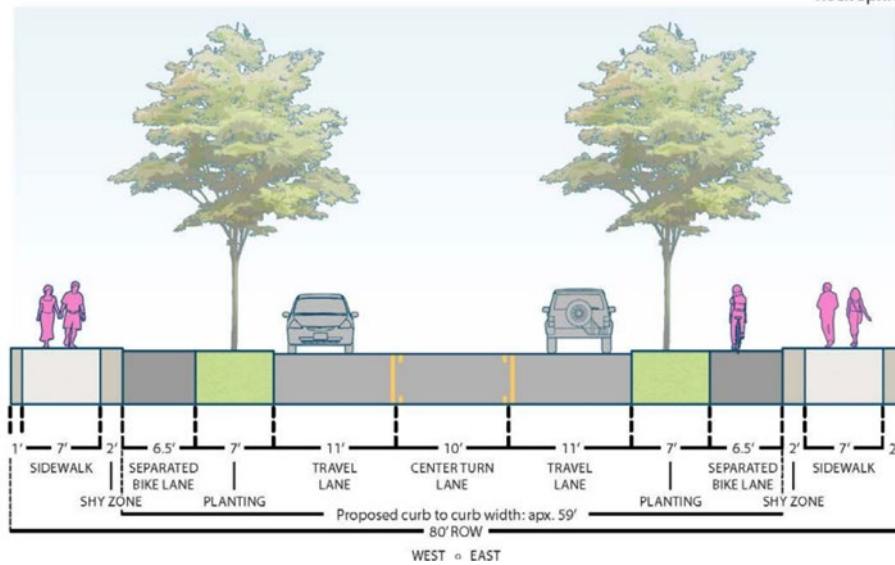 1' 7' 2' 6.5' 7' 11' 10' 11' 7' 6.5' 2' 7' 2
SIDEWALK SEPARATED BIKE LANE TRAVEL LANE CENTER TURN LANE TRAVEL LANE SEPARATED BIKE LANE SIDEWALK
SHY ZONE PLANTING PLANTING SHY ZONE
Proposed curb to curb width: apx. 59'
80' ROW
WEST o EAST